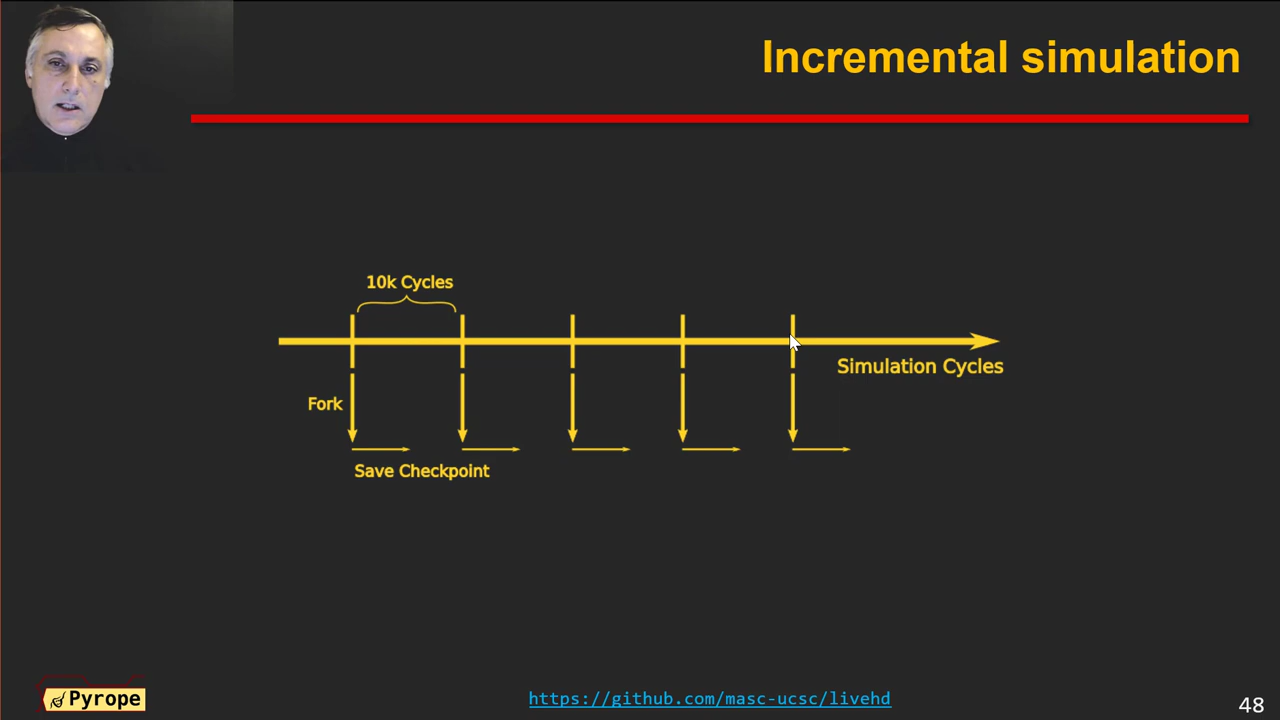 Incremental simulation
10k Cycles
Simulation Cycles
Fork
Save Checkpoint
Pyrope
https://github.com/masc-ucsc/livehd
48